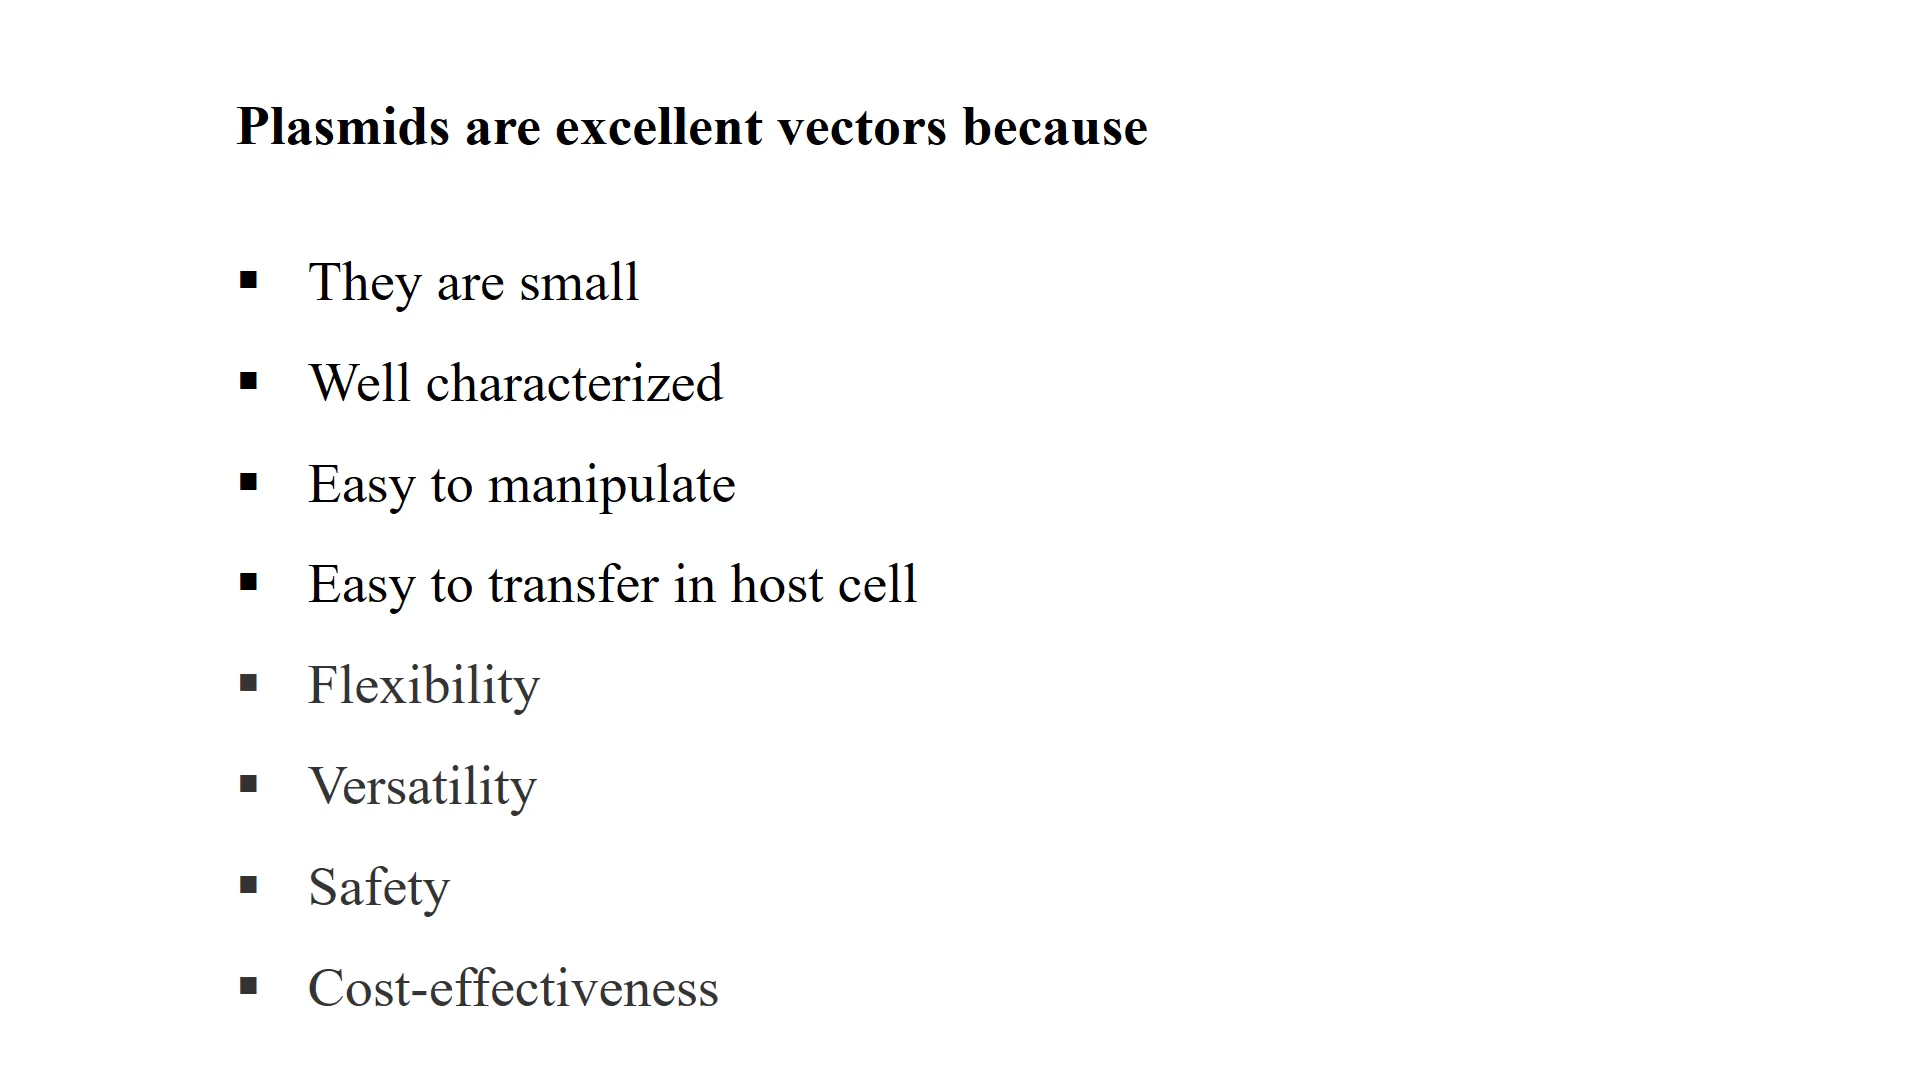 Plasmids are excellent vectors because
▪ They are small
▪ Well characterized
▪ Easy to manipulate
▪ Easy to transfer in host cell
▪ Flexibility
▪ Versatility
▪ Safety
▪ Cost-effectiveness